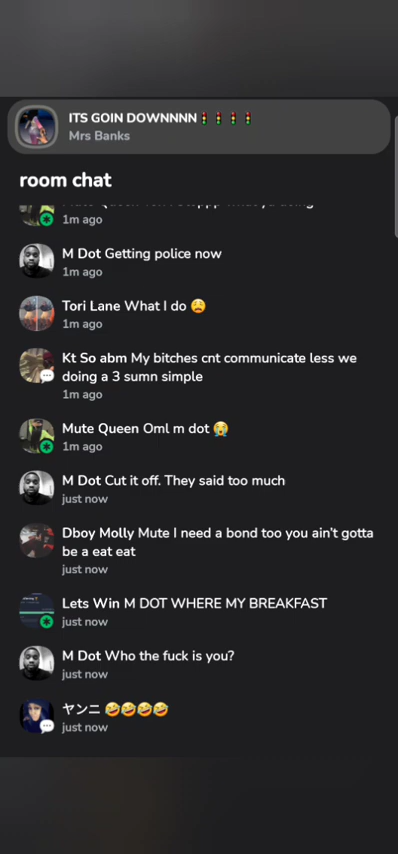 ITS GOIN DOWNNNN🚦🚦🚦🚦
Mrs Banks
room chat
1m ago
M Dot Getting police now
1m ago
Tori Lane What I do 😩
1m ago
Kt So abm My bitches cnt communicate less we
doing a 3 sumn simple
1m ago
Mute Queen Oml m dot 😭
1m ago
M Dot Cut it off. They said too much
just now
Dboy Molly Mute I need a bond too you ain't gotta
be a eat eat
just now
Lets Win M DOT WHERE MY BREAKFAST
just now
M Dot Who the fuck is you?
just now
ヤンニ 🤣🤣🤣🤣
just now